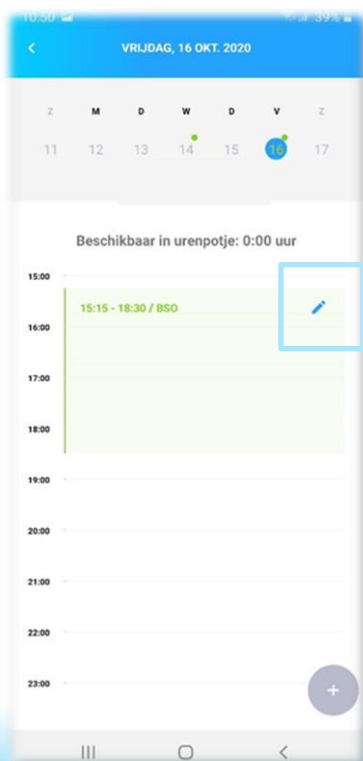 10:50 39%
VRIJDAG, 16 OKT. 2020
Z M D W D V Z
11 12 13 14 15 16 17
Beschikbaar in urenpotje: 0:00 uur
15:00
15:15 - 18:30 / BSO
16:00
17:00
18:00
19:00
20:00
21:00
22:00
23:00
+